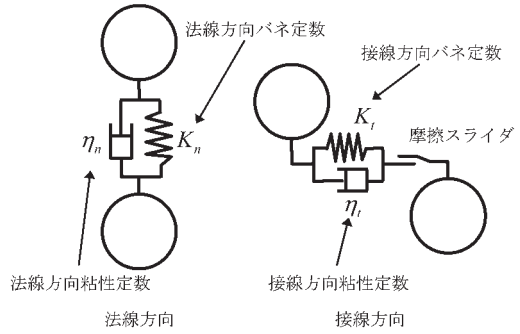 法線方向バネ定数
接線方向バネ定数
K_t
摩擦スライダ
η_n
K_n
η_t
法線方向粘性定数
接線方向粘性定数
法線方向
接線方向